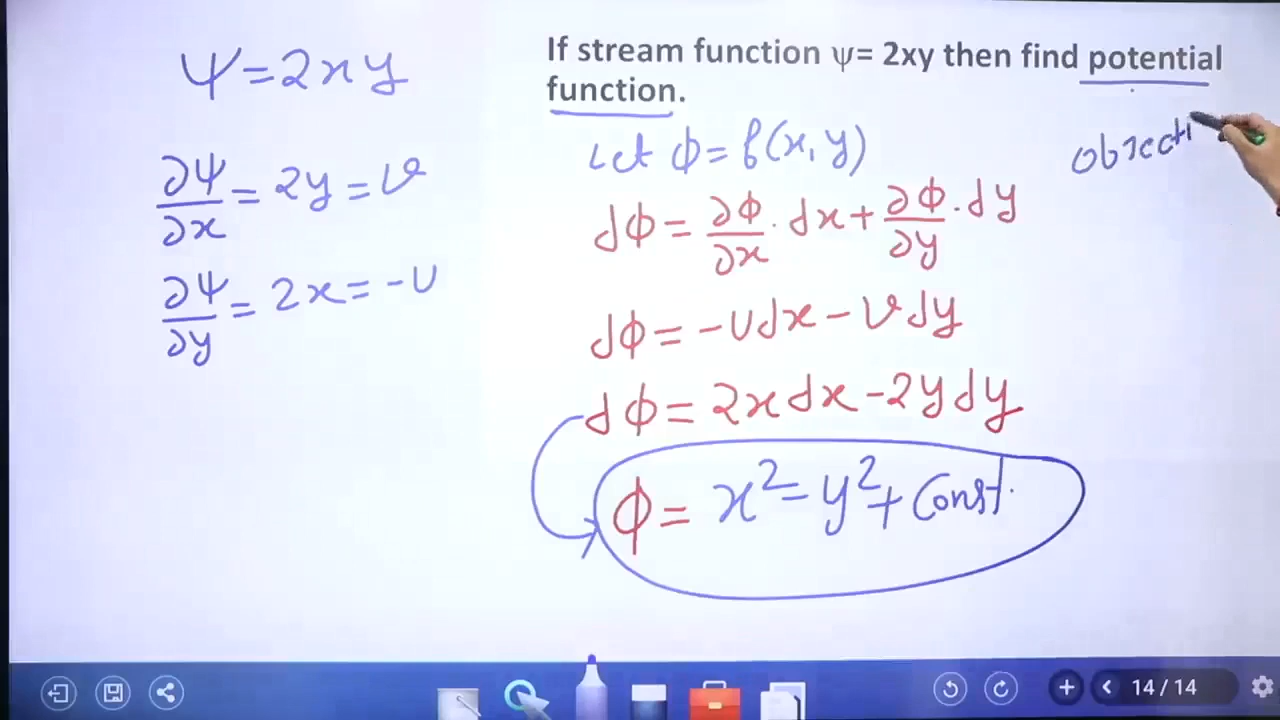 If stream function ψ= 2xy then find potential
function.
ψ = 2xy
∂ψ/∂x = 2y = v
∂ψ/∂y = 2x = -U
Let ϕ = f(x, y)
dϕ = ∂ϕ/∂x . dx + ∂ϕ/∂y . dy
dϕ = -Udx - vdy
dϕ = 2xdx - 2ydy
ϕ = x² - y² + Const.
ObJecti
14 / 14